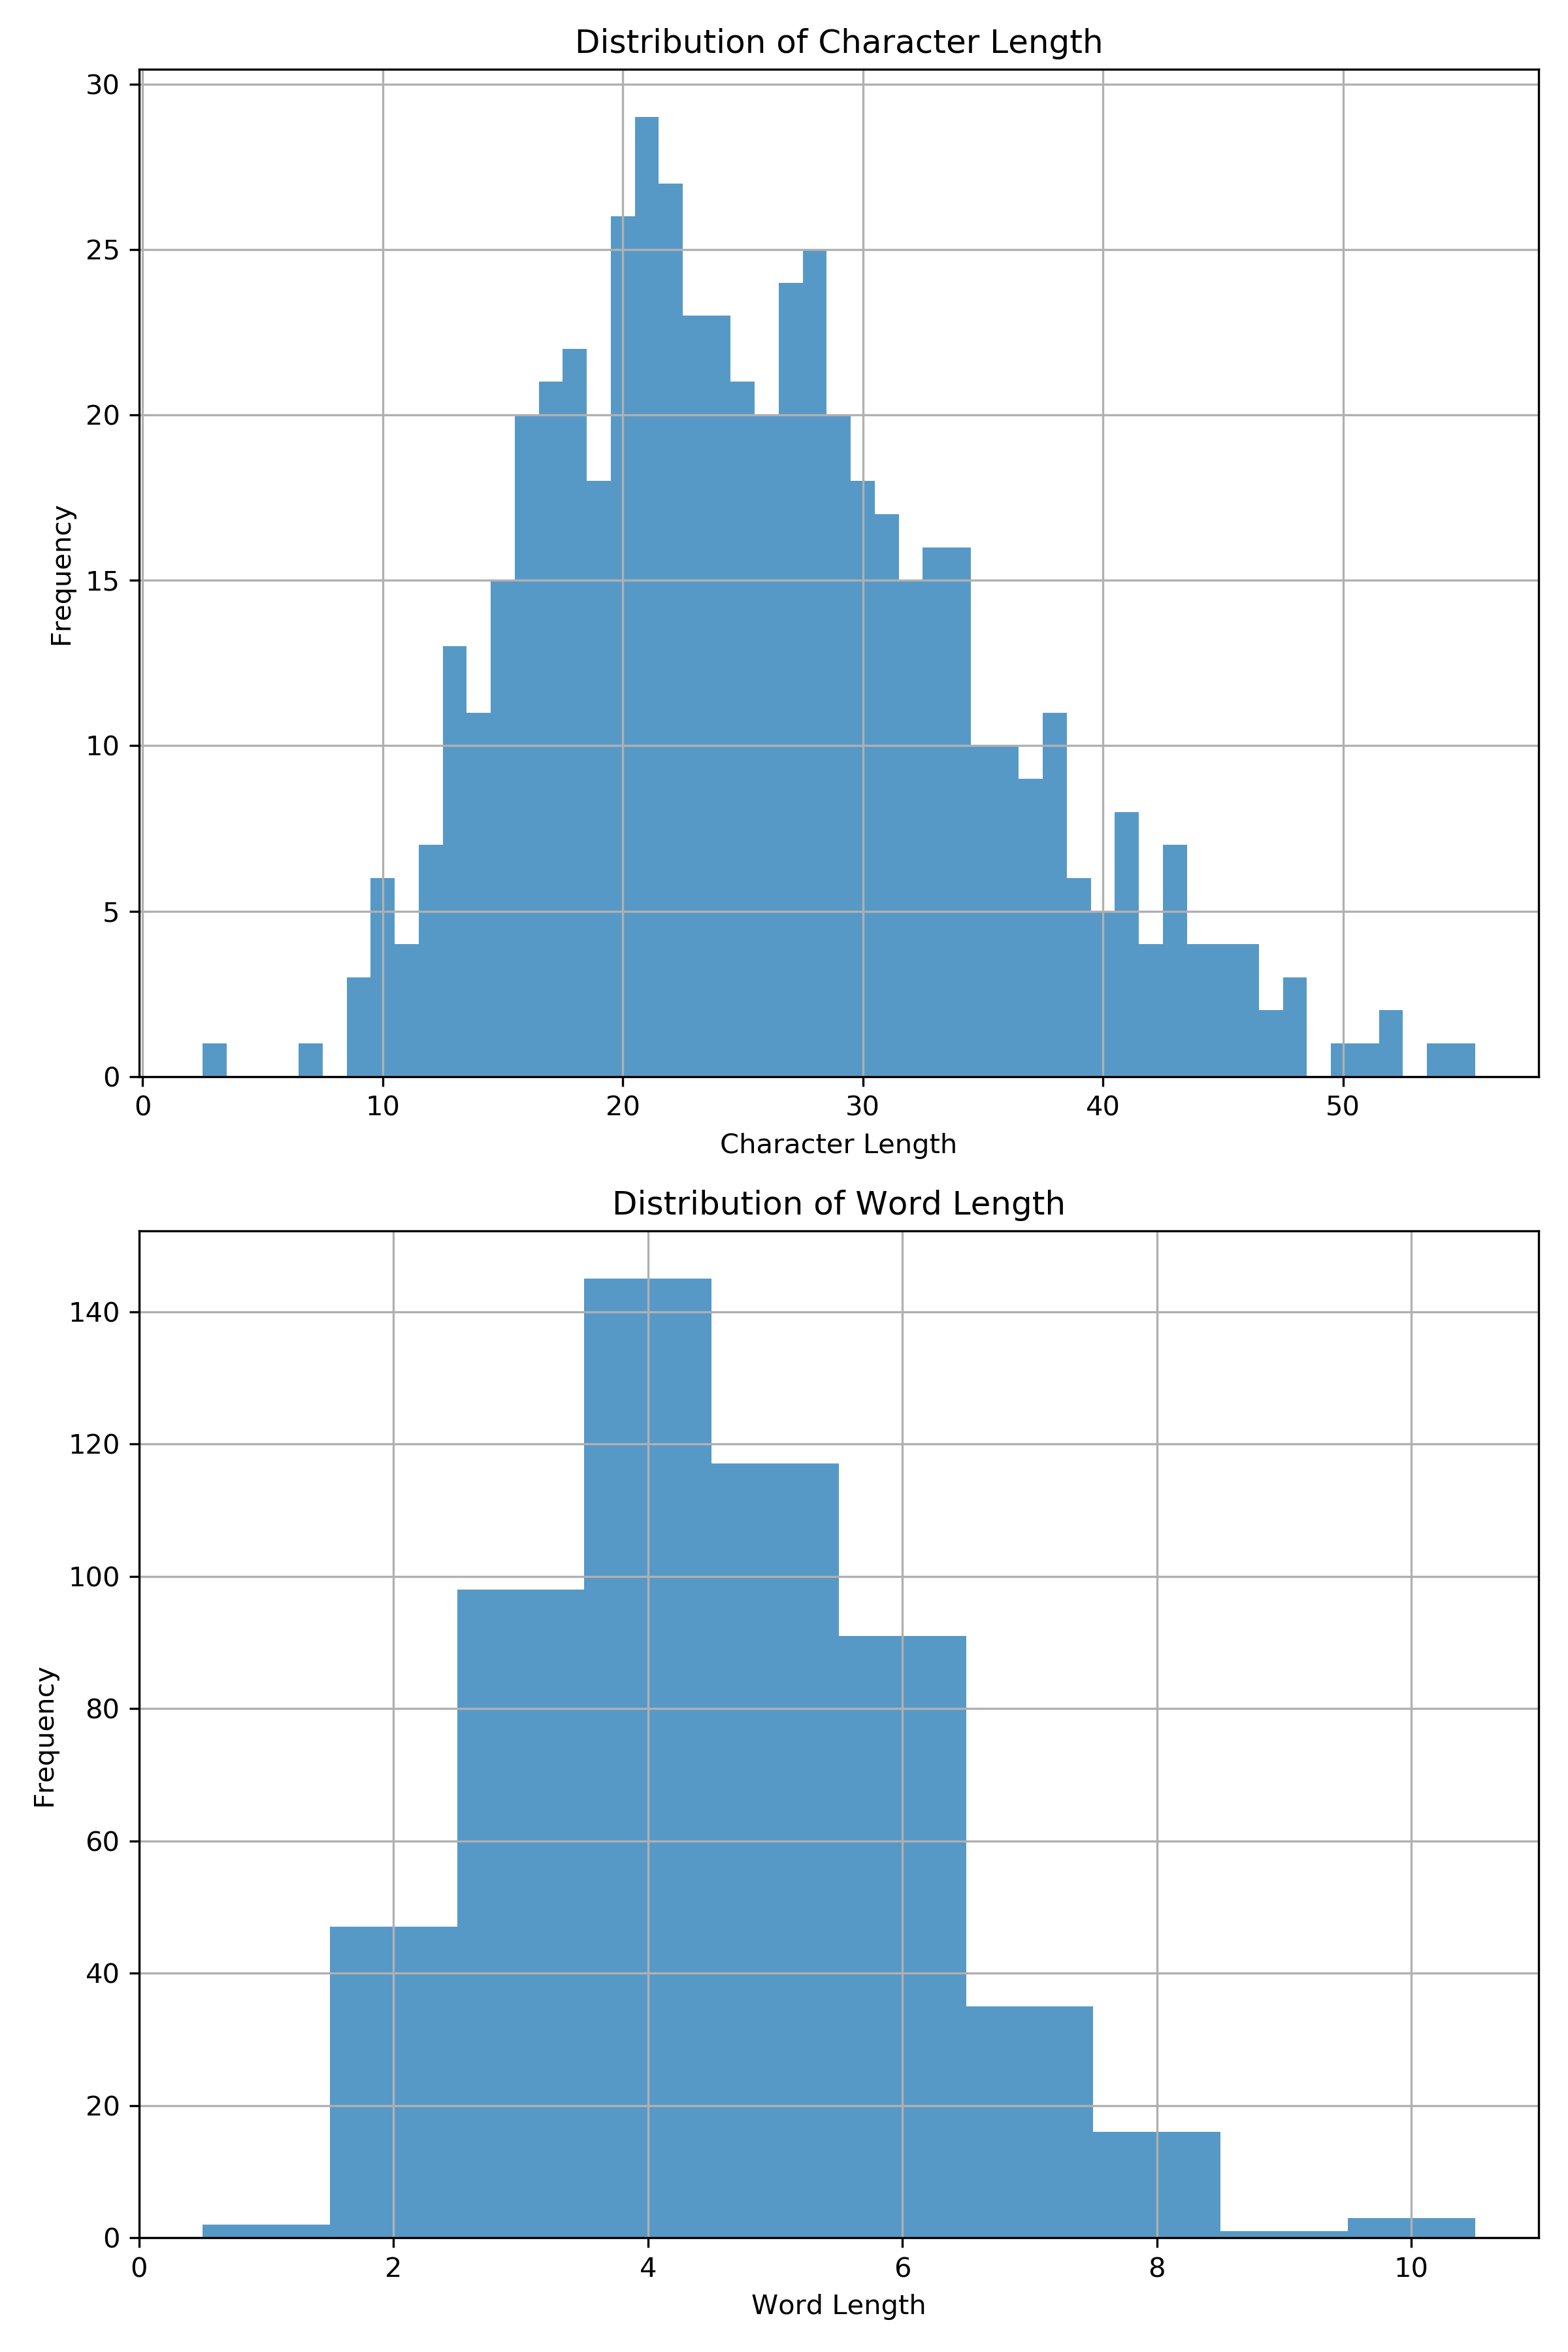 Distribution of Character Length
30
25
20
15
10
5
0
Frequency
0 10 20 30 40 50
Character Length
Distribution of Word Length
140
120
100
80
60
40
20
0
Frequency
0 2 4 6 8 10
Word Length